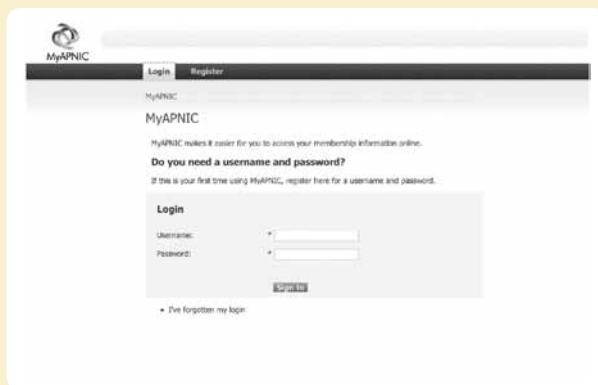 MyAPNIC
Login Register
MyAPNIC
MyAPNIC
MyAPNIC makes it easier for you to access your membership information online.
Do you need a username and password?
If this is your first time using MyAPNIC, register here for a username and password.
Login
Username: *
Password: *
Sign In
• I've forgotten my login